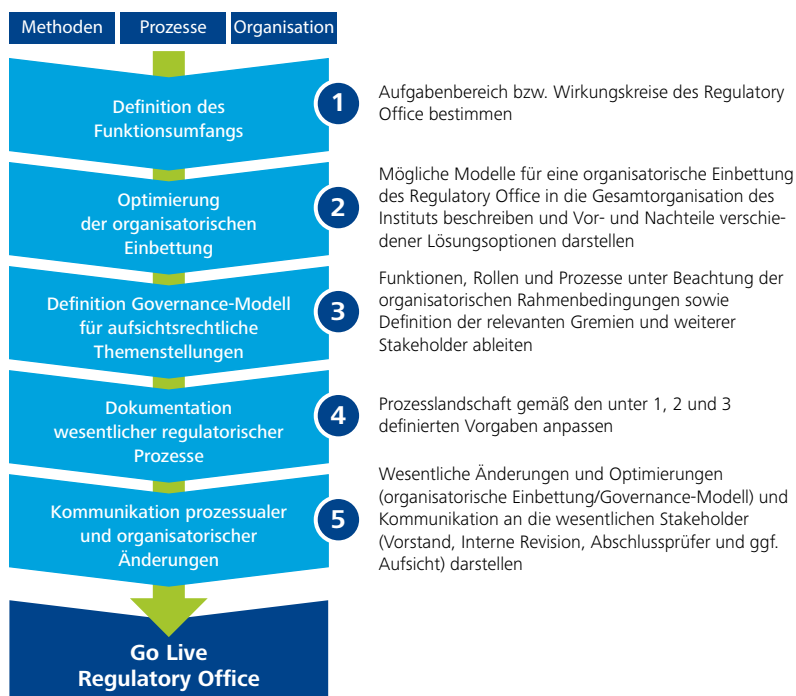 Methoden
Prozesse
Organisation
Definition des
Funktionsumfangs
1
Aufgabenbereich bzw. Wirkungskreise des Regulatory
Office bestimmen
Optimierung
der organisatorischen
Einbettung
2
Mögliche Modelle für eine organisatorische Einbettung
des Regulatory Office in die Gesamtorganisation des
Instituts beschreiben und Vor- und Nachteile verschie-
dener Lösungsoptionen darstellen
Definition Governance-Modell
für aufsichtsrechtliche
Themenstellungen
3
Funktionen, Rollen und Prozesse unter Beachtung der
organisatorischen Rahmenbedingungen sowie
Definition der relevanten Gremien und weiterer
Stakeholder ableiten
Dokumentation
wesentlicher regulatorischer
Prozesse
4
Prozesslandschaft gemäß den unter 1, 2 und 3
definierten Vorgaben anpassen
Kommunikation prozessualer
und organisatorischer
Änderungen
5
Wesentliche Änderungen und Optimierungen
(organisatorische Einbettung/Governance-Modell) und
Kommunikation an die wesentlichen Stakeholder
(Vorstand, Interne Revision, Abschlussprüfer und ggf.
Aufsicht) darstellen
Go Live
Regulatory Office